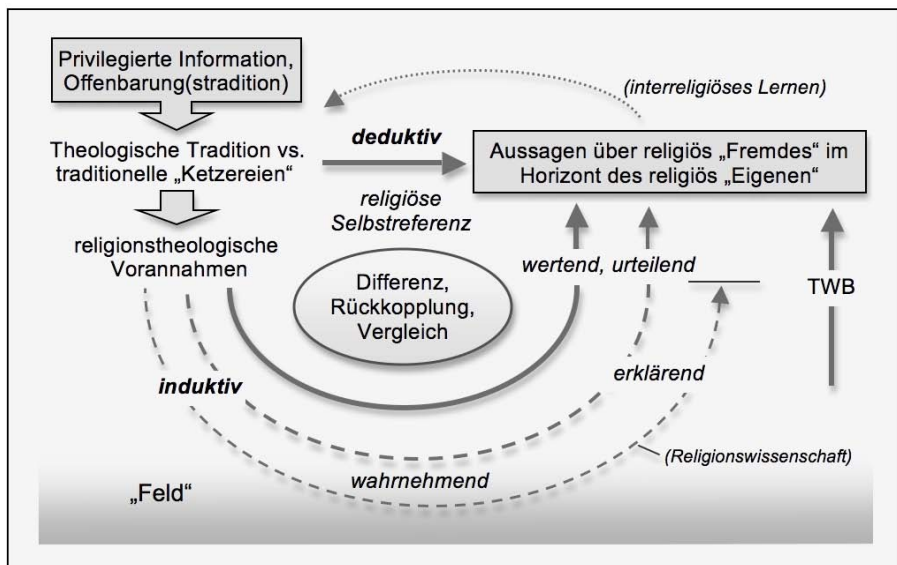 Privilegierte Information,
Offenbarung(stradition)
(interreligiöses Lernen)
Theologische Tradition vs.
traditionelle „Ketzereien“
deduktiv
Aussagen über religiös „Fremdes“ im
Horizont des religiös „Eigenen“
religiöse
Selbstreferenz
religionstheologische
Vorannahmen
wertend, urteilend
TWB
Differenz,
Rückkopplung,
Vergleich
induktiv
erklärend
wahrnehmend
(Religionswissenschaft)
„Feld“